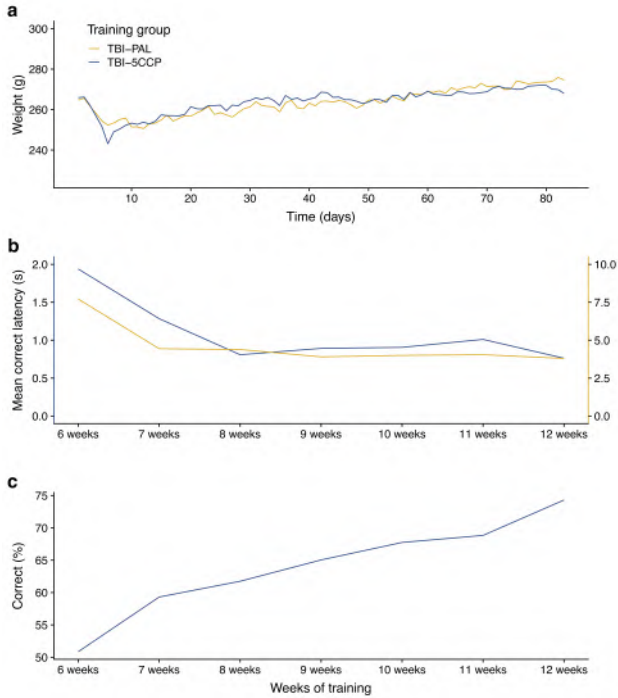 a
Training group
TBI−PAL
TBI−5CCP
Weight (g)
300
280
260
240
10 20 30 40 50 60 70 80
Time (days)
b
Mean correct latency (s)
2.0 10.0
1.5 7.5
1.0 5.0
0.5 2.5
0.0 0.0
6 weeks 7 weeks 8 weeks 9 weeks 10 weeks 11 weeks 12 weeks
c
Correct (%)
75
70
65
60
55
50
6 weeks 7 weeks 8 weeks 9 weeks 10 weeks 11 weeks 12 weeks
Weeks of training